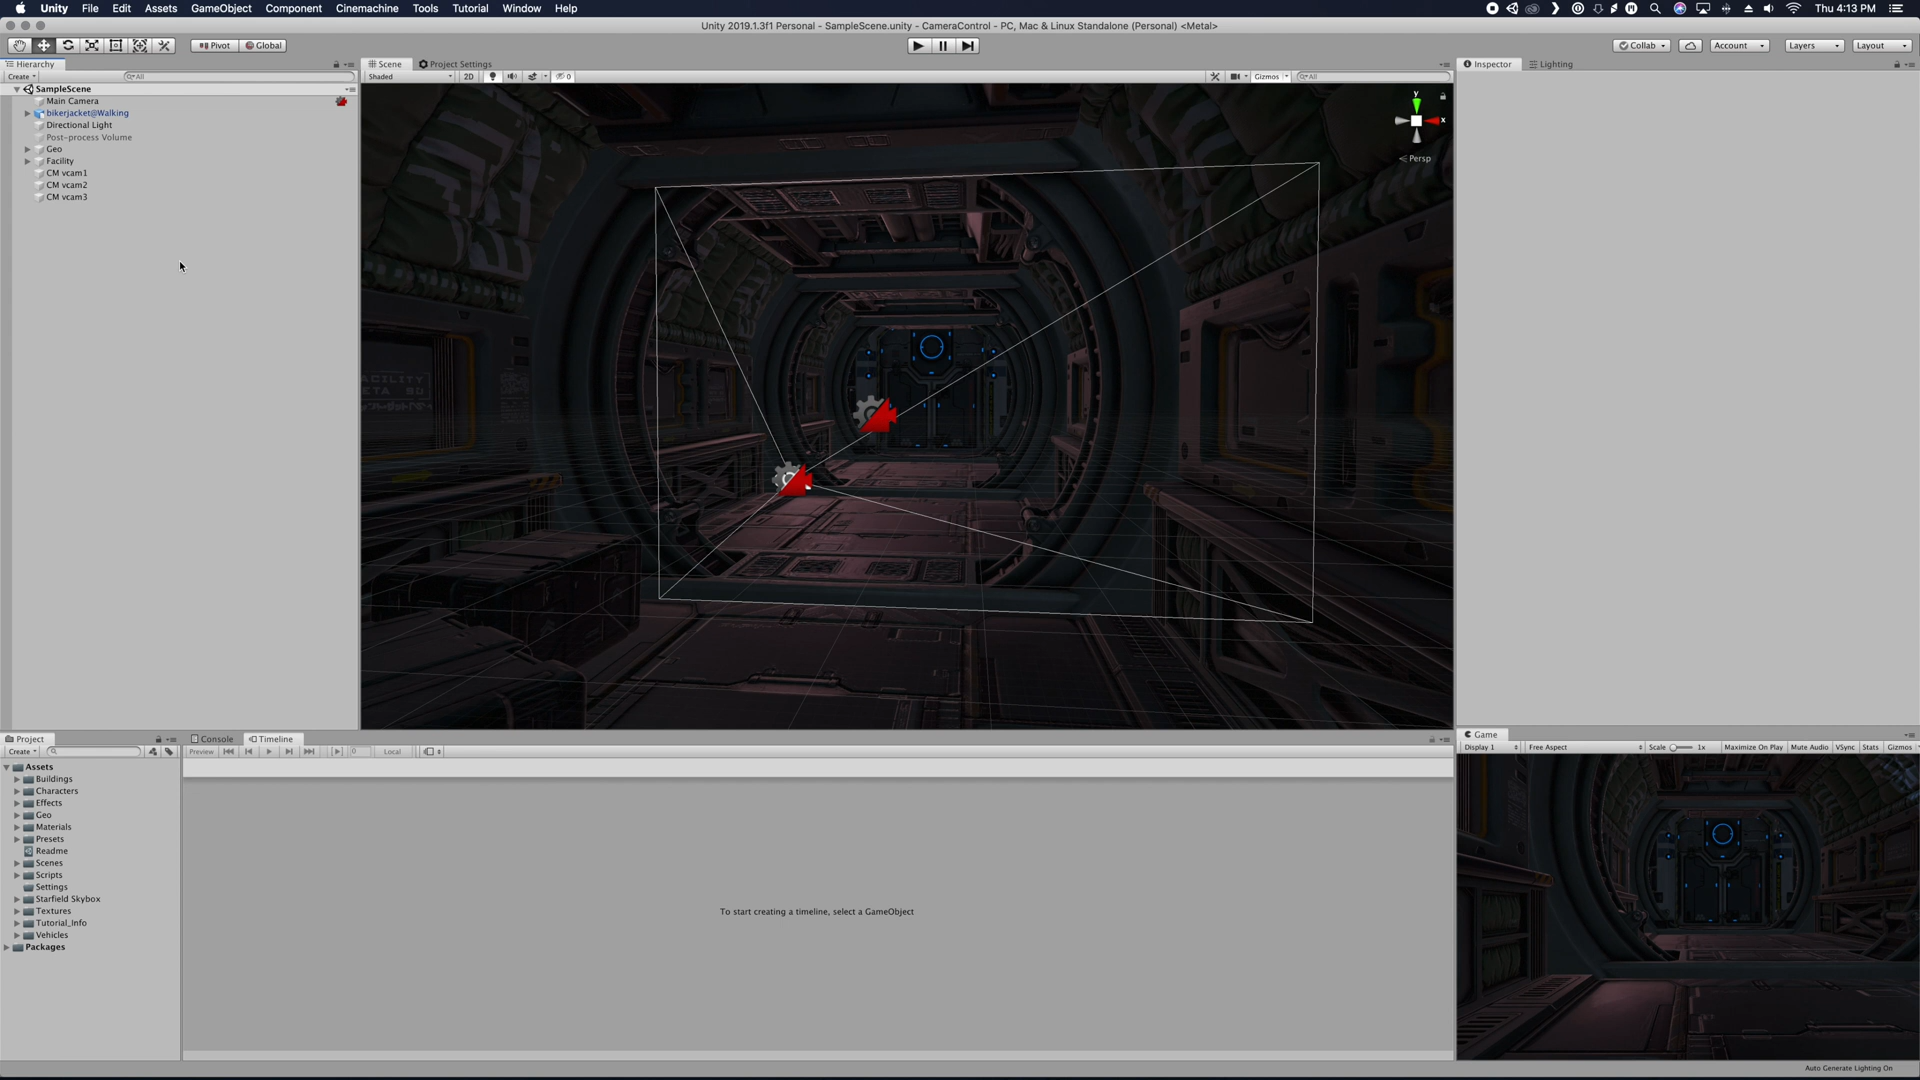 Unity File Edit Assets GameObject Component Cinemachine Tools Tutorial Window Help Thu 4:13 PM
Unity 2019.1.3f1 Personal - SampleScene.unity - CameraControl - PC, Mac & Linux Standalone (Personal) <Metal>
Pivot Global Collab Account Layers Layout
Hierarchy
Create All
SampleScene
Main Camera
bikerjacket@Walking
Directional Light
Post-process Volume
Geo
Facility
CM vcam1
CM vcam2
CM vcam3
Scene Project Settings
Shaded 2D 0 Gizmos All
y
x
Persp
Inspector Lighting
Project
Create
Assets
Buildings
Characters
Effects
Geo
Materials
Presets
Readme
Scenes
Scripts
Settings
Starfield Skybox
Textures
Tutorial_Info
Vehicles
Packages
Console Timeline
Preview 0 Local
To start creating a timeline, select a GameObject
Game
Display 1 Free Aspect Scale 1x Maximize On Play Mute Audio VSync Stats Gizmos
Auto Generate Lighting On